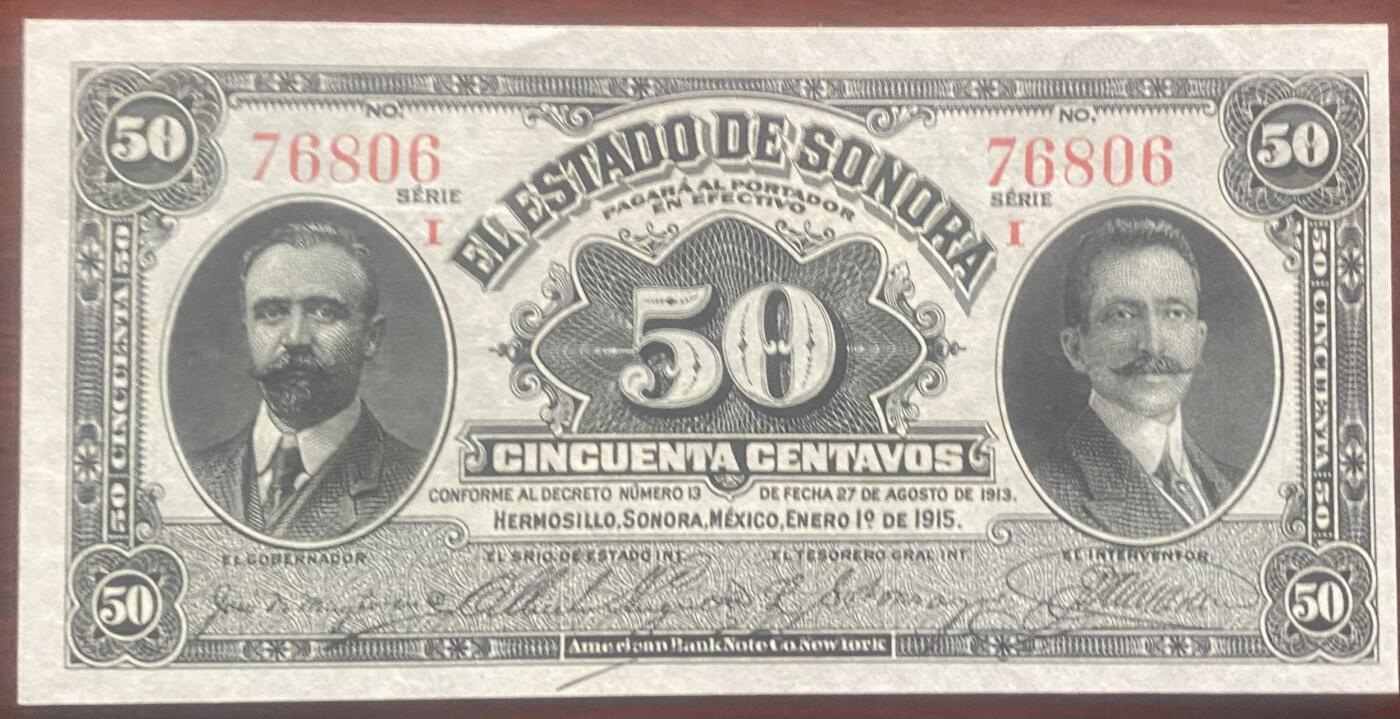 50
NO.
76806
SÉRIE
I
EL ESTADO DE SONORA
PAGARÁ AL PORTADOR
EN EFECTIVO
NO.
76806
SÉRIE
I
50
50 CINCUENTA 50
50
50 CINCUENTA 50
CINCUENTA CENTAVOS
CONFORME AL DECRETO NÚMERO 13 DE FECHA 27 DE AGOSTO DE 1913.
HERMOSILLO, SONORA, MÉXICO, ENERO 1º DE 1915.
EL GOBERNADOR
EL SRIO. DE ESTADO INT.
EL TESORERO GRAL INT
EL INTERVENTOR
50
50
American Bank Note Co. New York